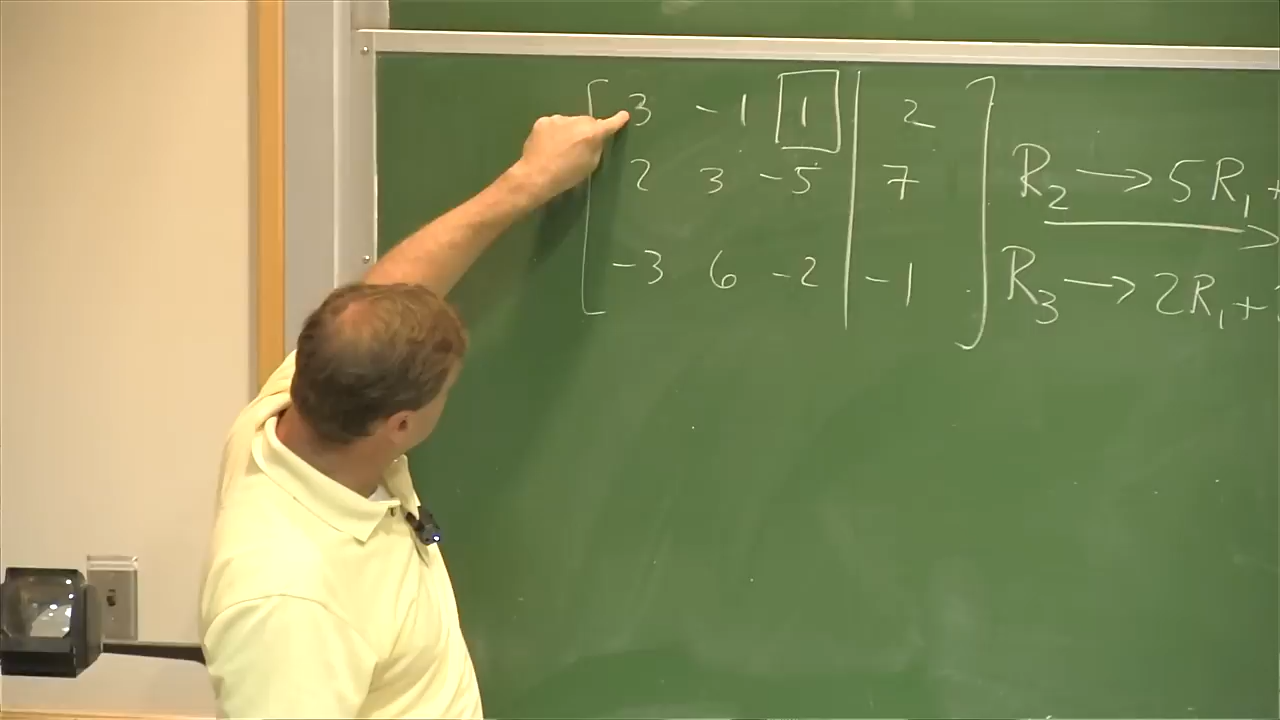 3 -1 1 | 2
2 3 -5 | 7 R₂ → 5R₁ +
-3 6 -2 | -1 R₃ → 2R₁ +